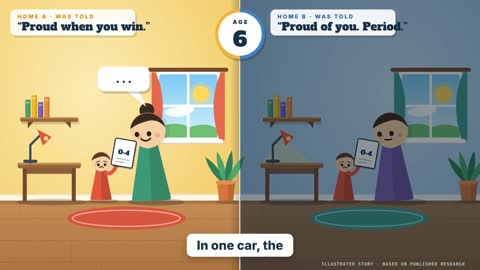 HOME A · WAS TOLD
“Proud when you win.”
AGE
6
HOME B · WAS TOLD
“Proud of you. Period.”
...
0-4
0-4
In one car, the
ILLUSTRATED STORY · BASED ON PUBLISHED RESEARCH